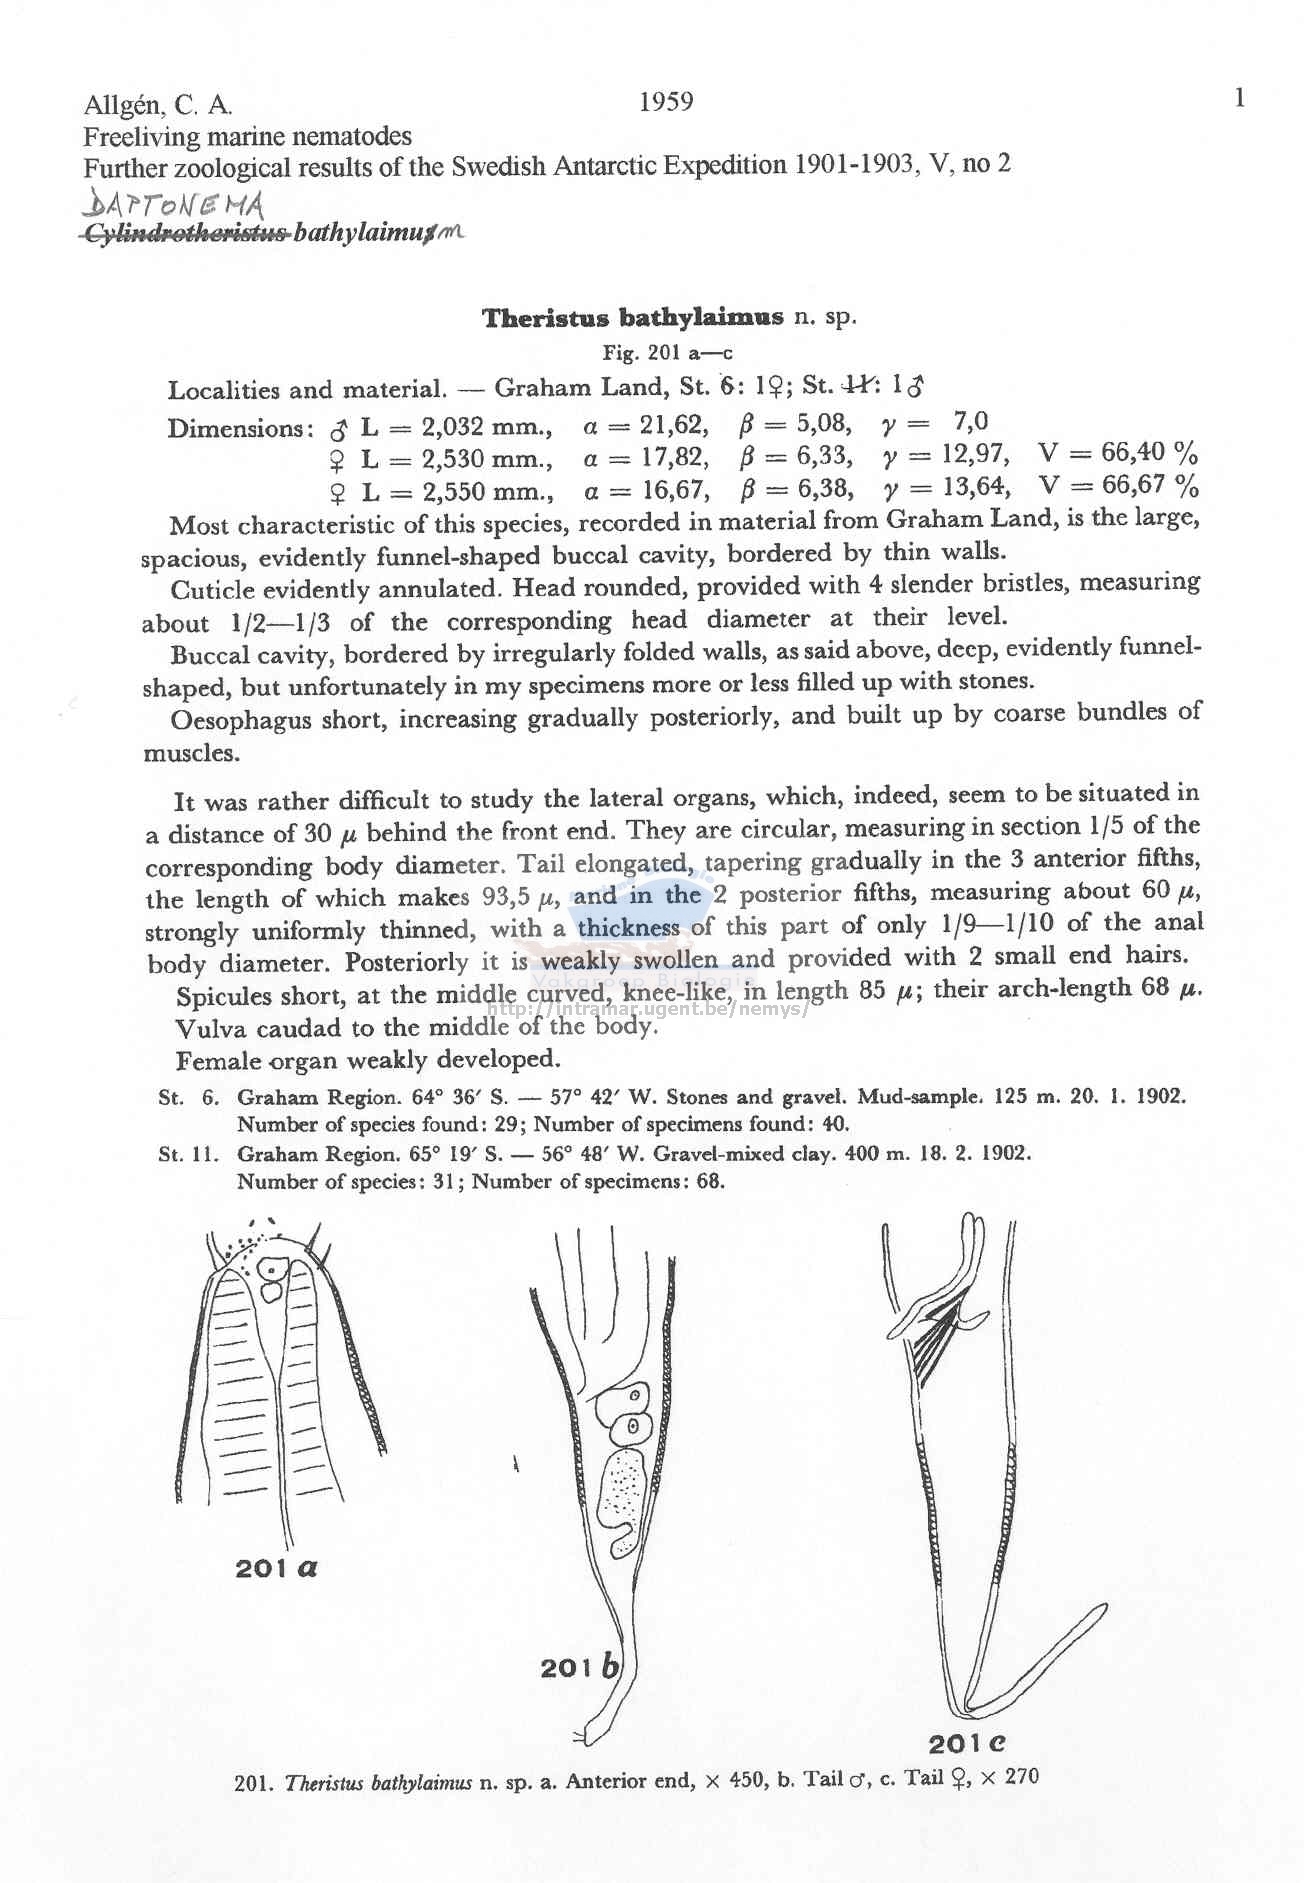 Allgén, C. A. 1959 1
Freeliving marine nematodes
Further zoological results of the Swedish Antarctic Expedition 1901-1903, V, no 2
DAPTONEMA
Cylindrotheristus bathylaimus m
Theristus bathylaimus n. sp.
Fig. 201 a—c
Localities and material. — Graham Land, St. 6: 1♀; St. 11: 1♂
Dimensions: ♂ L = 2,032 mm., α = 21,62, β = 5,08, γ = 7,0
♀ L = 2,530 mm., α = 17,82, β = 6,33, γ = 12,97, V = 66,40 %
♀ L = 2,550 mm., α = 16,67, β = 6,38, γ = 13,64, V = 66,67 %
Most characteristic of this species, recorded in material from Graham Land, is the large,
spacious, evidently funnel-shaped buccal cavity, bordered by thin walls.
Cuticle evidently annulated. Head rounded, provided with 4 slender bristles, measuring
about 1/2—1/3 of the corresponding head diameter at their level.
Buccal cavity, bordered by irregularly folded walls, as said above, deep, evidently funnel-
shaped, but unfortunately in my specimens more or less filled up with stones.
Oesophagus short, increasing gradually posteriorly, and built up by coarse bundles of
muscles.
It was rather difficult to study the lateral organs, which, indeed, seem to be situated in
a distance of 30 μ behind the front end. They are circular, measuring in section 1/5 of the
corresponding body diameter. Tail elongated, tapering gradually in the 3 anterior fifths,
the length of which makes 93,5 μ, and in the 2 posterior fifths, measuring about 60 μ,
strongly uniformly thinned, with a thickness of this part of only 1/9—1/10 of the anal
body diameter. Posteriorly it is weakly swollen and provided with 2 small end hairs.
Vakgroep Biologie
Spicules short, at the middle curved, knee-like, in length 85 μ; their arch-length 68 μ.
http://intramar.ugent.be/nemys/
Vulva caudad to the middle of the body.
Female organ weakly developed.
St. 6. Graham Region. 64° 36′ S. — 57° 42′ W. Stones and gravel. Mud-sample. 125 m. 20. 1. 1902.
Number of species found: 29; Number of specimens found: 40.
St. 11. Graham Region. 65° 19′ S. — 56° 48′ W. Gravel-mixed clay. 400 m. 18. 2. 1902.
Number of species: 31; Number of specimens: 68.
201 a
201 b
201 c
201. Theristus bathylaimus n. sp. a. Anterior end, × 450, b. Tail ♂, c. Tail ♀, × 270